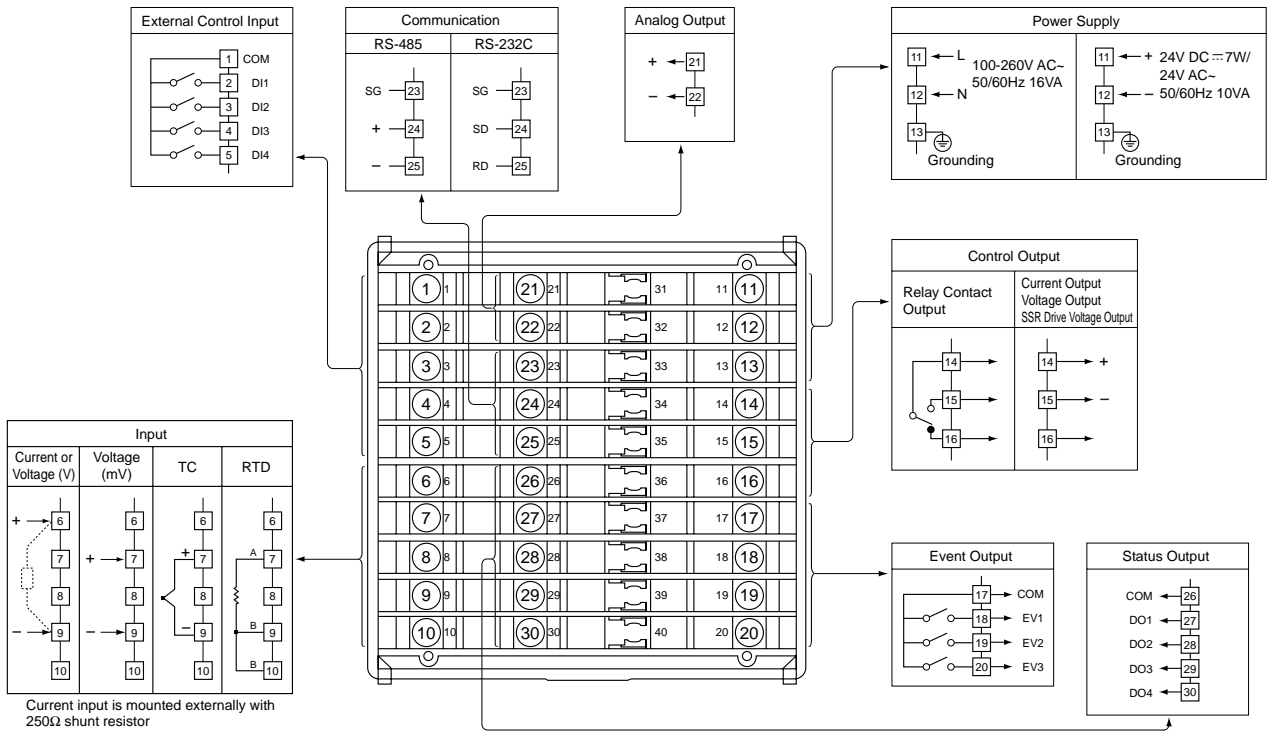 External Control Input
1 COM
2 DI1
3 DI2
4 DI3
5 DI4
Communication
RS-485
RS-232C
SG 23
+ 24
− 25
SG 23
SD 24
RD 25
Analog Output
+ 21
− 22
Power Supply
11 L
12 N
13
100-260V AC~
50/60Hz 16VA
Grounding
11 + 24V DC ⎓ 7W/
24V AC~
12 − 50/60Hz 10VA
13
Grounding
1 1 21 21 31 11 11
2 2 22 22 32 12 12
3 3 23 23 33 13 13
4 4 24 24 34 14 14
5 5 25 25 35 15 15
6 6 26 26 36 16 16
7 7 27 27 37 17 17
8 8 28 28 38 18 18
9 9 29 29 39 19 19
10 10 30 30 40 20 20
Control Output
Relay Contact
Output
Current Output
Voltage Output
SSR Drive Voltage Output
14
15
16
14 +
15 −
16
Input
Current or
Voltage (V)
Voltage
(mV)
TC
RTD
+ 6
7
8
− 9
10
6
+ 7
8
− 9
10
6
+ 7
8
− 9
10
6
A 7
8
B 9
B 10
Current input is mounted externally with
250Ω shunt resistor
Event Output
17 COM
18 EV1
19 EV2
20 EV3
Status Output
COM 26
DO1 27
DO2 28
DO3 29
DO4 30